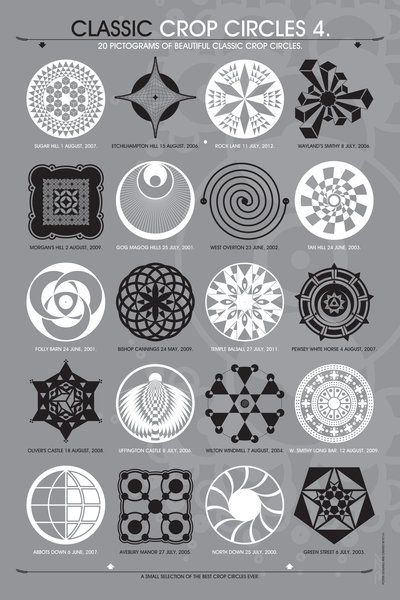 CLASSIC CROP CIRCLES 4.
20 PICTOGRAMS OF BEAUTIFUL CLASSIC CROP CIRCLES.
SUGAR HILL 1 AUGUST, 2007.
ETCHILHAMPTON HILL 15 AUGUST, 2006.
ROCK LANE 11 JULY, 2012.
WAYLAND'S SMITHY 8 JULY, 2006.
MORGAN'S HILL 2 AUGUST, 2009.
GOG MAGOG HILLS 25 JULY, 2001.
WEST OVERTON 23 JUNE, 2002.
TAN HILL 24 JUNE, 2003.
FOLLY BARN 24 JUNE, 2001.
BISHOP CANNINGS 24 MAY, 2009.
TEMPLE BALSALL 27 JULY, 2011.
PEWSEY WHITE HORSE 4 AUGUST, 2007.
OLIVER'S CASTLE 18 AUGUST, 2008.
UFFINGTON CASTLE 8 JULY, 2006.
WILTON WINDMILL 7 AUGUST, 2004.
W. SMITHY LONG BAR. 12 AUGUST, 2009.
ABBOTS DOWN 6 JUNE, 2007.
AVEBURY MANOR 27 JULY, 2005.
NORTH DOWN 25 JULY, 2000.
GREEN STREET 6 JULY, 2003.
A SMALL SELECTION OF THE BEST CROP CIRCLES EVER.